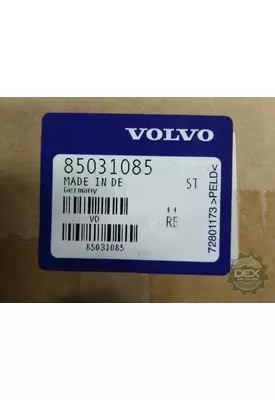 VOLVO
85031085
MADE IN DE
Germany
ST
VO
RE
85031085
72801173 >PELD<
DEX